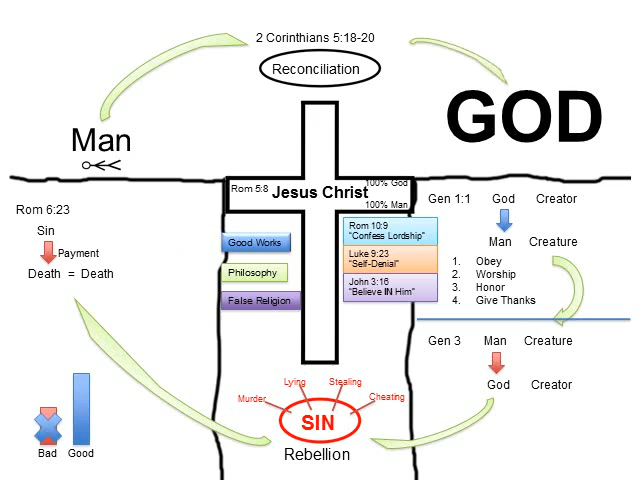 2 Corinthians 5:18-20
Reconciliation
Man
GOD
Rom 5:8
Jesus Christ
100% God
100% Man
Rom 6:23
Sin
Payment
Death = Death
Good Works
Philosophy
False Religion
Rom 10:9
"Confess Lordship"
Luke 9:23
"Self-Denial"
John 3:16
"Believe IN Him"
Gen 1:1 God Creator
Man Creature
1. Obey
2. Worship
3. Honor
4. Give Thanks
Gen 3 Man Creature
God Creator
Murder
Lying
Stealing
Cheating
SIN
Rebellion
Bad Good